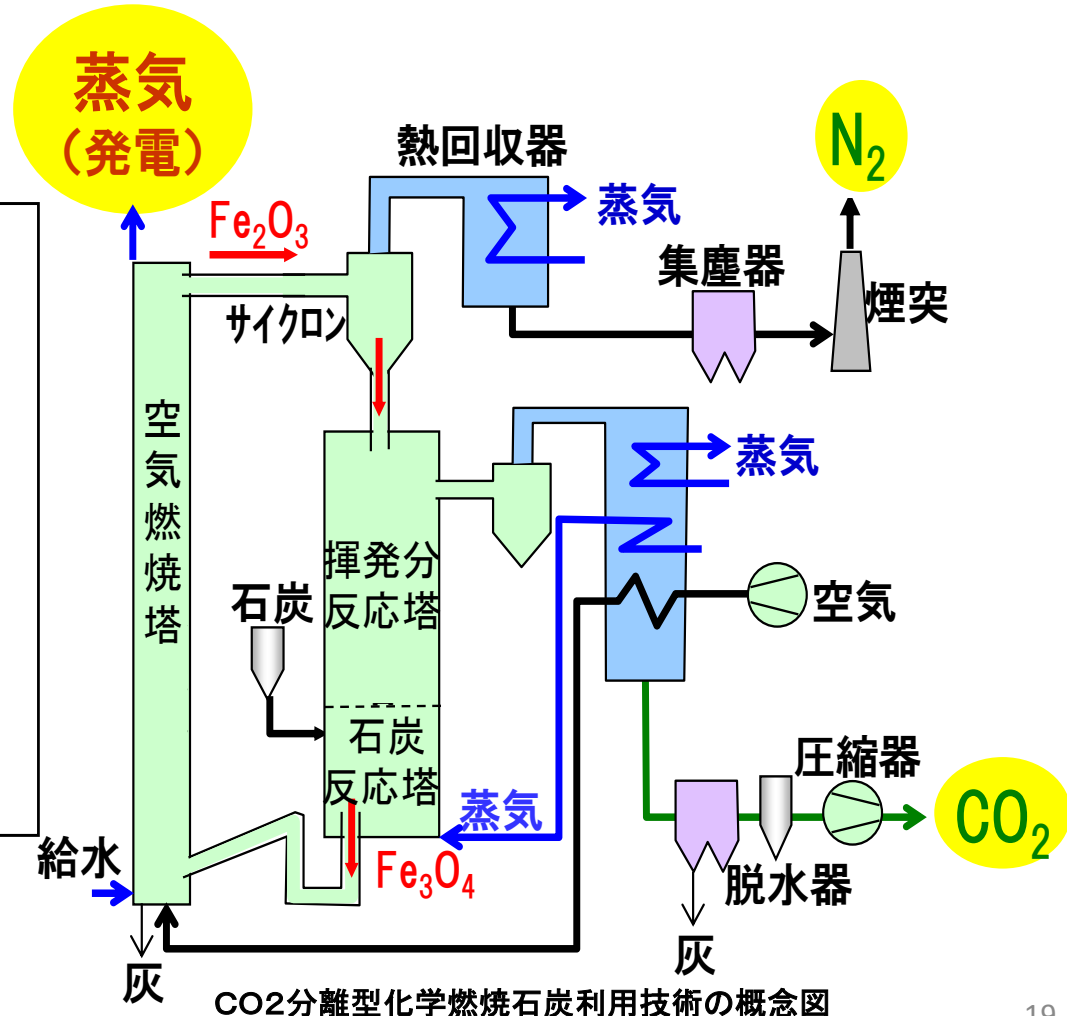 蒸気
（発電）
熱回収器
N2
Fe2O3
蒸気
集塵器
煙突
サイクロン
空気燃焼塔
蒸気
揮発分
反応塔
石炭
空気
石炭
反応塔
圧縮器
蒸気
CO2
給水
Fe3O4
脱水器
灰
灰
CO2分離型化学燃焼石炭利用技術の概念図
19